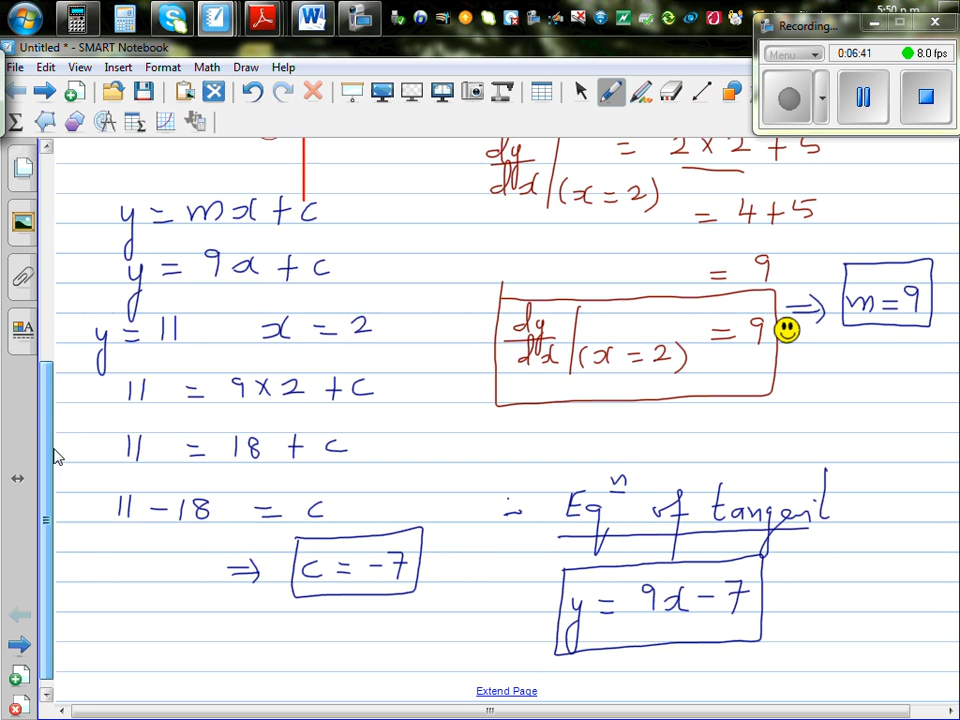 5:50 p.m.
Recording...
Untitled * - SMART Notebook
Menu
0:06:41
8.0 fps
File Edit View Insert Format Math Draw Help
dy/dx | (x = 2) = 2 × 2 + 5
= 4 + 5
= 9
dy/dx | (x = 2) = 9
⇒ m = 9
y = mx + c
y = 9x + c
y = 11 x = 2
11 = 9 × 2 + c
11 = 18 + c
11 - 18 = c
⇒ c = -7
∴ Eqⁿ of tangent
y = 9x - 7
Extend Page